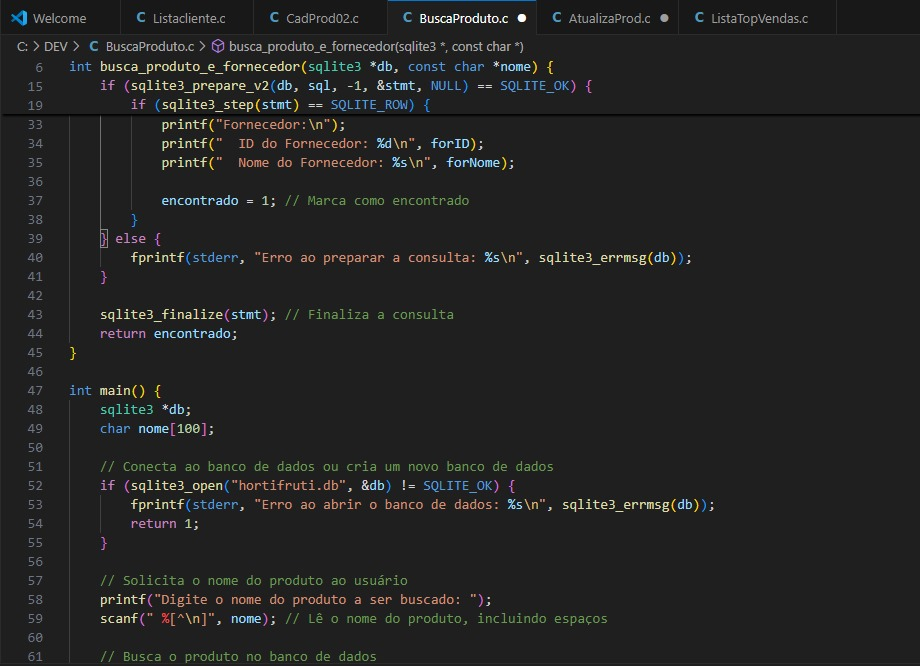 Welcome
C Listacliente.c
C CadProd02.c
C BuscaProduto.c ●
C AtualizaProd.c ●
C ListaTopVendas.c
C: > DEV > C BuscaProduto.c > busca_produto_e_fornecedor(sqlite3 *, const char *)
6 int busca_produto_e_fornecedor(sqlite3 *db, const char *nome) {
15 if (sqlite3_prepare_v2(db, sql, -1, &stmt, NULL) == SQLITE_OK) {
19 if (sqlite3_step(stmt) == SQLITE_ROW) {
33 printf("Fornecedor:\n");
34 printf("  ID do Fornecedor: %d\n", forID);
35 printf("  Nome do Fornecedor: %s\n", forNome);
36
37 encontrado = 1; // Marca como encontrado
38 }
39 } else {
40 fprintf(stderr, "Erro ao preparar a consulta: %s\n", sqlite3_errmsg(db));
41 }
42
43 sqlite3_finalize(stmt); // Finaliza a consulta
44 return encontrado;
45 }
46
47 int main() {
48 sqlite3 *db;
49 char nome[100];
50
51 // Conecta ao banco de dados ou cria um novo banco de dados
52 if (sqlite3_open("hortifruti.db", &db) != SQLITE_OK) {
53 fprintf(stderr, "Erro ao abrir o banco de dados: %s\n", sqlite3_errmsg(db));
54 return 1;
55 }
56
57 // Solicita o nome do produto ao usuário
58 printf("Digite o nome do produto a ser buscado: ");
59 scanf(" %[^\n]", nome); // Lê o nome do produto, incluindo espaços
60
61 // Busca o produto no banco de dados